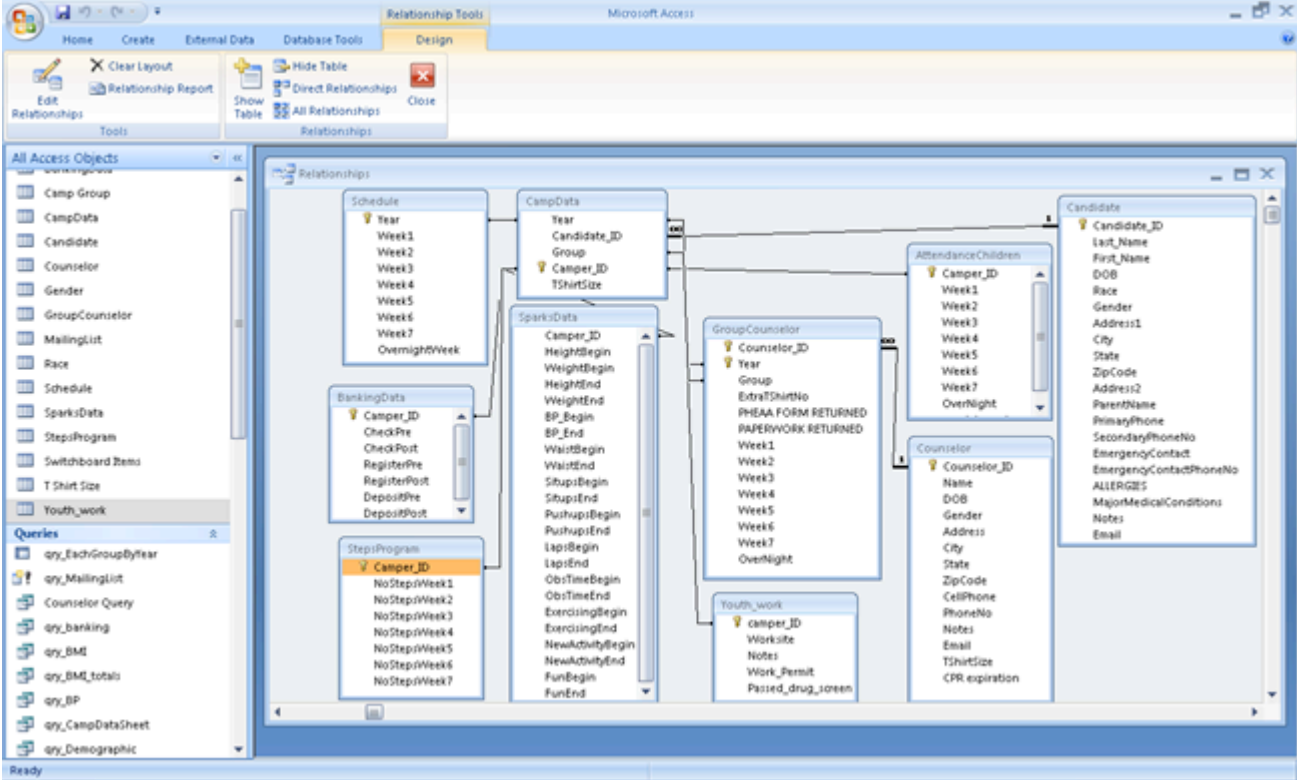 Relationship Tools
Microsoft Access
Home Create External Data Database Tools Design
Edit Relationships
Clear Layout
Relationship Report
Tools
Show Table
Hide Table
Direct Relationships
All Relationships
Close
Relationships
All Access Objects
BankingData
Camp Group
CampData
Candidate
Counselor
Gender
GroupCounselor
MailingList
Race
Schedule
SparksData
StepsProgram
Switchboard Items
T Shirt Size
Youth_work
Queries
qry_EachGroupByYear
qry_MailingList
Counselor Query
qry_banking
qry_BMI
qry_BMI_totals
qry_BP
qry_CampDataSheet
qry_Demographic
Relationships
Schedule
Year
Week1
Week2
Week3
Week4
Week5
Week6
Week7
OvernightWeek
CampData
Year
Candidate_ID
Group
Camper_ID
TShirtSize
BankingData
Camper_ID
CheckPre
CheckPost
RegisterPre
RegisterPost
DepositPre
DepositPost
StepsProgram
Camper_ID
NoStepsWeek1
NoStepsWeek2
NoStepsWeek3
NoStepsWeek4
NoStepsWeek5
NoStepsWeek6
NoStepsWeek7
SparksData
Camper_ID
HeightBegin
WeightBegin
HeightEnd
WeightEnd
BP_Begin
BP_End
WaistBegin
WaistEnd
SitupsBegin
SitupsEnd
PushupsBegin
PushupsEnd
LapsBegin
LapsEnd
ObsTimeBegin
ObsTimeEnd
ExercisingBegin
ExercisingEnd
NewActivityBegin
NewActivityEnd
FunBegin
FunEnd
GroupCounselor
Counselor_ID
Year
Group
ExtraTShirtNo
PHEAA FORM RETURNED
PAPERWORK RETURNED
Week1
Week2
Week3
Week4
Week5
Week6
Week7
OverNight
Youth_work
camper_ID
Worksite
Notes
Work_Permit
Passed_drug_screen
AttendanceChildren
Camper_ID
Week1
Week2
Week3
Week4
Week5
Week6
Week7
OverNight
Counselor
Counselor_ID
Name
DOB
Gender
Address
City
State
ZipCode
CellPhone
PhoneNo
Notes
Email
TShirtSize
CPR expiration
Candidate
Candidate_ID
Last_Name
First_Name
DOB
Race
Gender
Address1
City
State
ZipCode
Address2
ParentName
PrimaryPhone
SecondaryPhoneNo
EmergencyContact
EmergencyContactPhoneNo
ALLERGIES
MajorMedicalConditions
Notes
Email
1
∞
∞
1
Ready